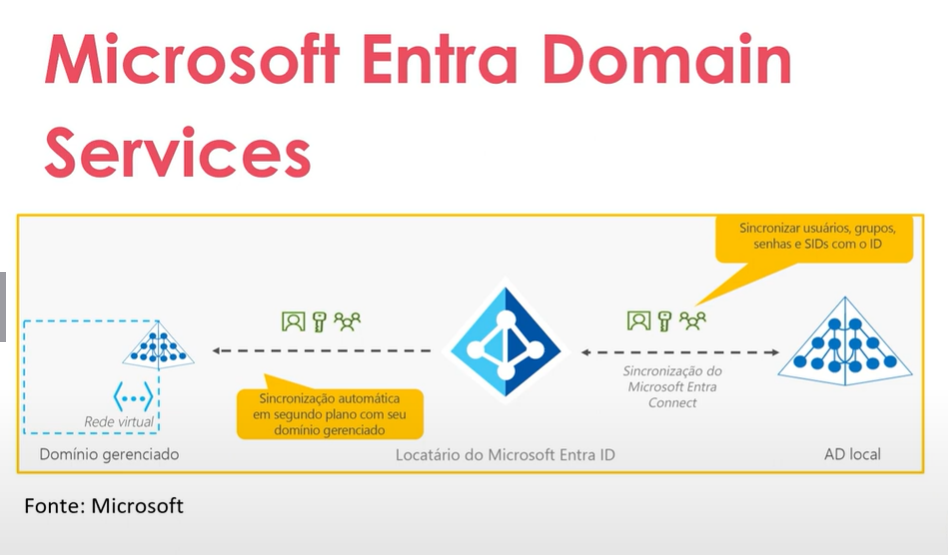 Microsoft Entra Domain
Services
Sincronizar usuários, grupos,
senhas e SIDs com o ID
Sincronização do
Microsoft Entra
Connect
Sincronização automática
em segundo plano com seu
domínio gerenciado
Rede virtual
Domínio gerenciado
Locatário do Microsoft Entra ID
AD local
Fonte: Microsoft